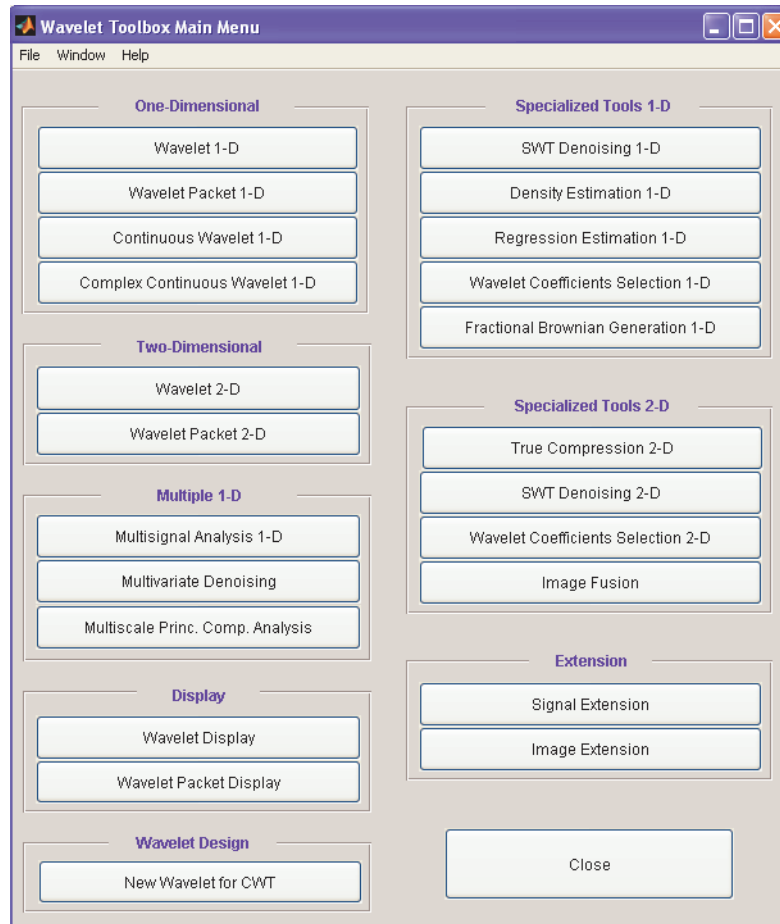 Wavelet Toolbox Main Menu
File Window Help
One-Dimensional
Wavelet 1-D
Wavelet Packet 1-D
Continuous Wavelet 1-D
Complex Continuous Wavelet 1-D
Two-Dimensional
Wavelet 2-D
Wavelet Packet 2-D
Multiple 1-D
Multisignal Analysis 1-D
Multivariate Denoising
Multiscale Princ. Comp. Analysis
Display
Wavelet Display
Wavelet Packet Display
Wavelet Design
New Wavelet for CWT
Specialized Tools 1-D
SWT Denoising 1-D
Density Estimation 1-D
Regression Estimation 1-D
Wavelet Coefficients Selection 1-D
Fractional Brownian Generation 1-D
Specialized Tools 2-D
True Compression 2-D
SWT Denoising 2-D
Wavelet Coefficients Selection 2-D
Image Fusion
Extension
Signal Extension
Image Extension
Close